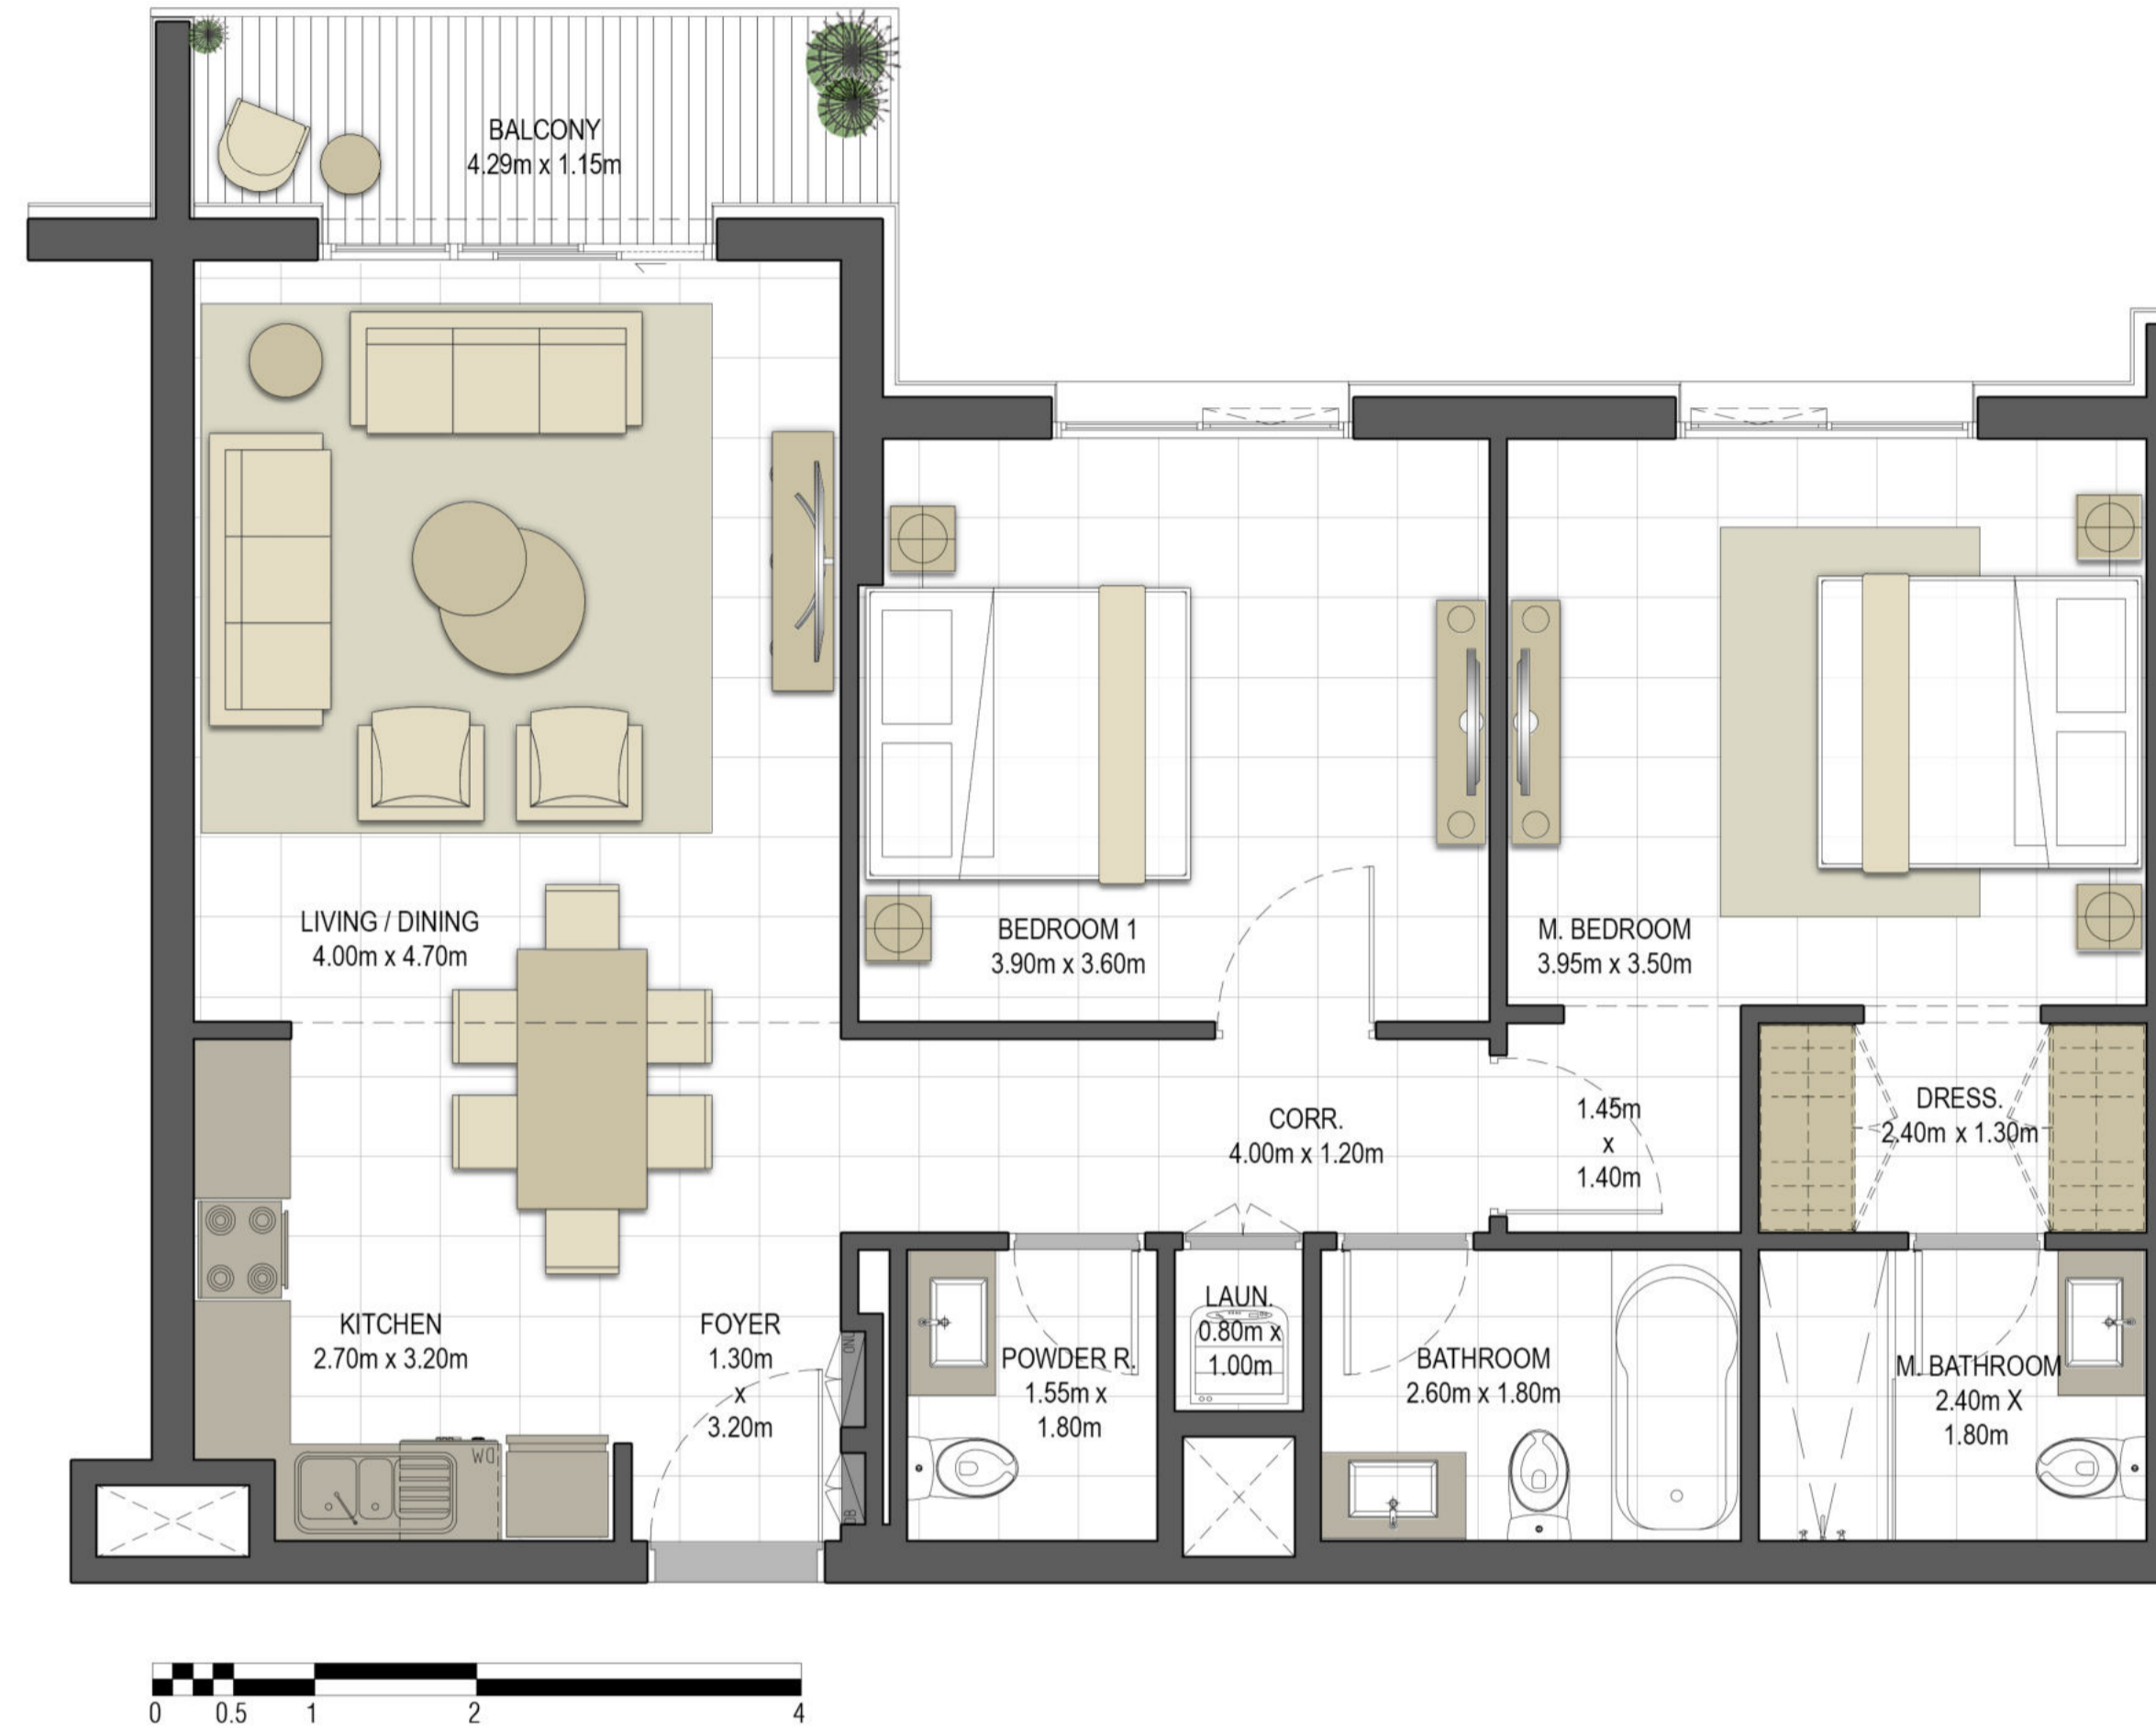 BALCONY
4.29m x 1.15m
LIVING / DINING
4.00m x 4.70m
BEDROOM 1
3.90m x 3.60m
M. BEDROOM
3.95m x 3.50m
CORR.
4.00m x 1.20m
1.45m
x
1.40m
DRESS.
2.40m x 1.30m
KITCHEN
2.70m x 3.20m
FOYER
1.30m
x
3.20m
POWDER R.
1.55m x
1.80m
LAUN.
0.80m x
1.00m
BATHROOM
2.60m x 1.80m
M. BATHROOM
2.40m X
1.80m
DW
DB
0 0.5 1 2 4